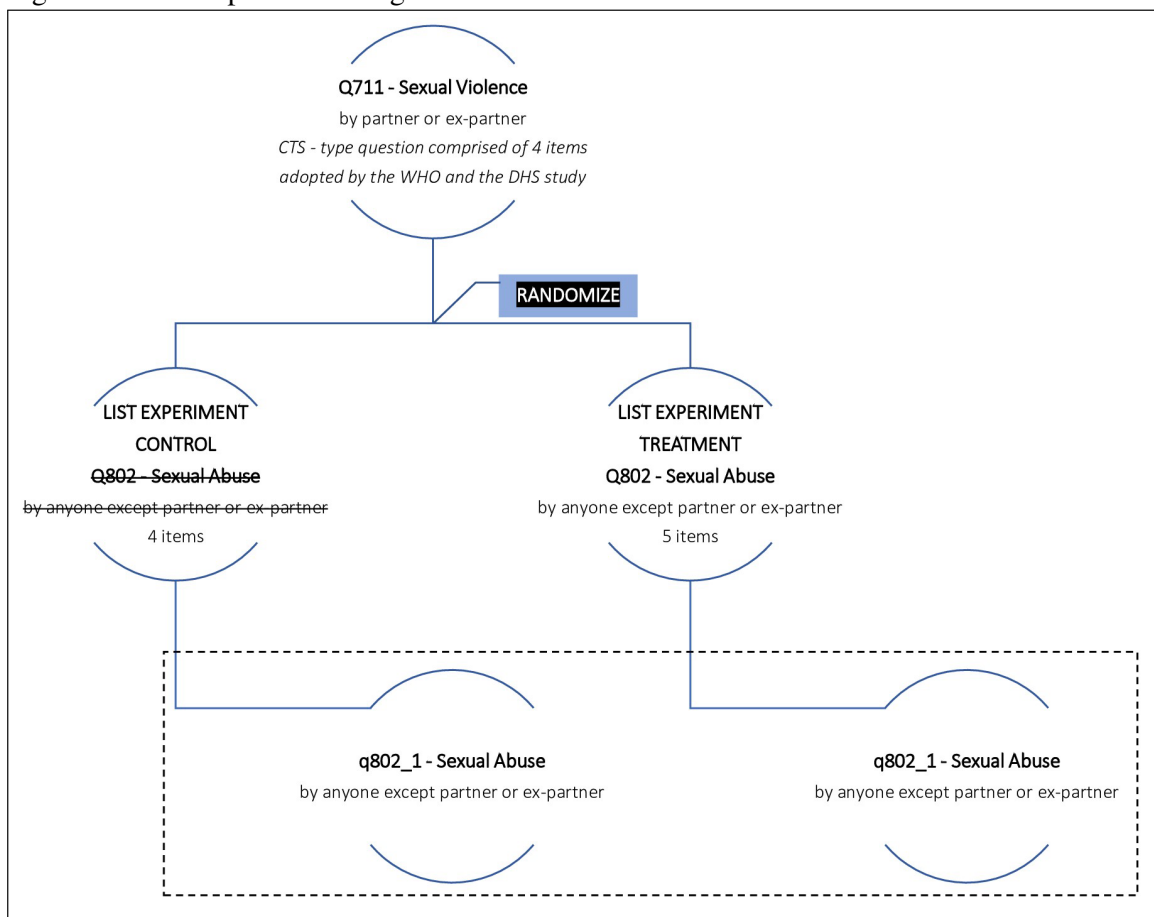 Q711 - Sexual Violence
by partner or ex-partner
CTS - type question comprised of 4 items
adopted by the WHO and the DHS study
RANDOMIZE
LIST EXPERIMENT
CONTROL
Q802 - Sexual Abuse
by anyone except partner or ex-partner
4 items
LIST EXPERIMENT
TREATMENT
Q802 - Sexual Abuse
by anyone except partner or ex-partner
5 items
q802_1 - Sexual Abuse
by anyone except partner or ex-partner
q802_1 - Sexual Abuse
by anyone except partner or ex-partner